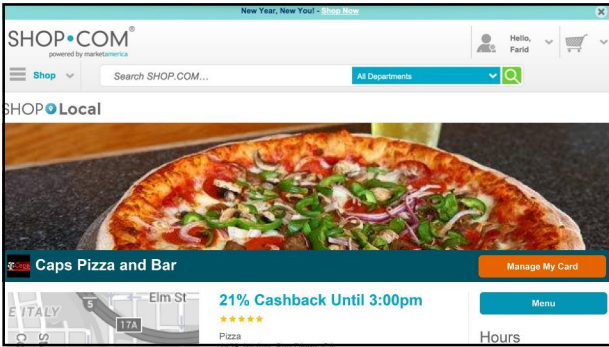 New Year, New You! - Shop Now
SHOP•COM®
powered by marketamerica
Hello,
Farid
Shop
Search SHOP.COM...
All Departments
SHOP Local
Caps Pizza and Bar
Manage My Card
E ITALY
5
Elm St
17A
21% Cashback Until 3:00pm
Menu
Pizza
Hours